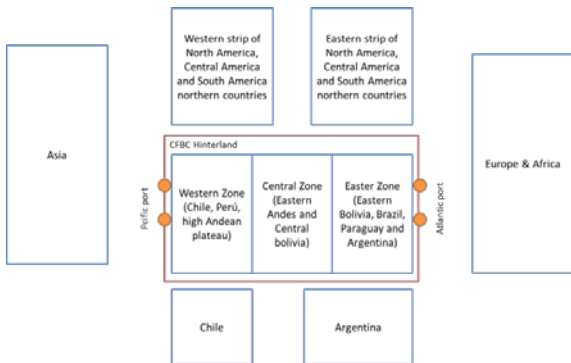 Western strip of
North America,
Central America
and South America
northern countries
Eastern strip of
North America,
Central America
and South America
northern countries
Asia
Europe & Africa
CFBC Hinterland
Pcific port
Western Zone
(Chile, Perú,
high Andean
plateau)
Central Zone
(Eastern
Andes and
Central
bolivia)
Easter Zone
(Eastern
Bolivia, Brazil,
Paraguay and
Argentina)
Atlantic port
Chile
Argentina